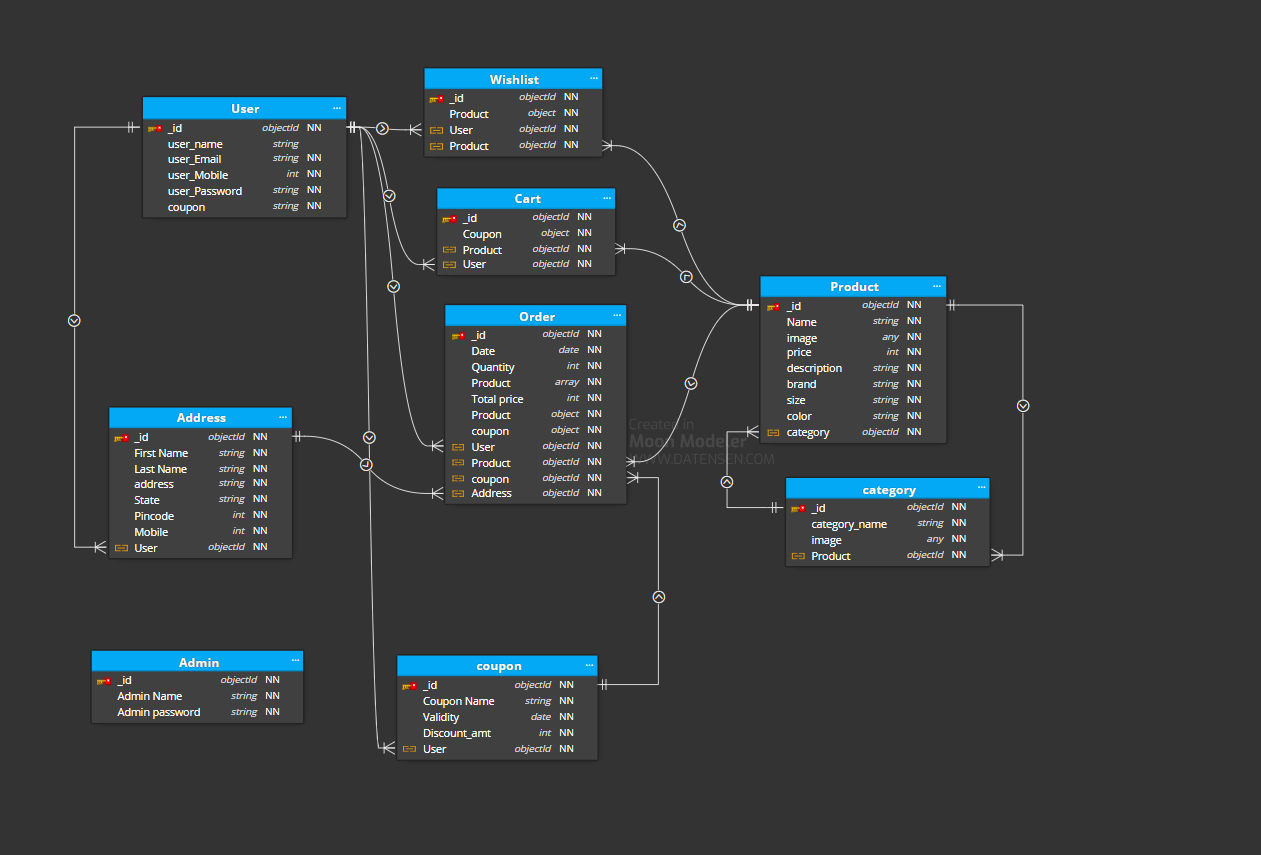 User ...
_id objectId NN
user_name string
user_Email string NN
user_Mobile int NN
user_Password string NN
coupon string NN
Wishlist ...
_id objectId NN
Product object NN
User objectId NN
Product objectId NN
Cart ...
_id objectId NN
Coupon object NN
Product objectId NN
User objectId NN
Order ...
_id objectId NN
Date date NN
Quantity int NN
Product array NN
Total price int NN
Product object NN
coupon object NN
User objectId NN
Product objectId NN
coupon objectId NN
Address objectId NN
Product ...
_id objectId NN
Name string NN
image any NN
price int NN
description string NN
brand string NN
size string NN
color string NN
category objectId NN
Address ...
_id objectId NN
First Name string NN
Last Name string NN
address string NN
State string NN
Pincode int NN
Mobile int NN
User objectId NN
Created in
Moon Modeler
WWW.DATENSEN.COM
category ...
_id objectId NN
category_name string NN
image any NN
Product objectId NN
Admin ...
_id objectId NN
Admin Name string NN
Admin password string NN
coupon ...
_id objectId NN
Coupon Name string NN
Validity date NN
Discount_amt int NN
User objectId NN